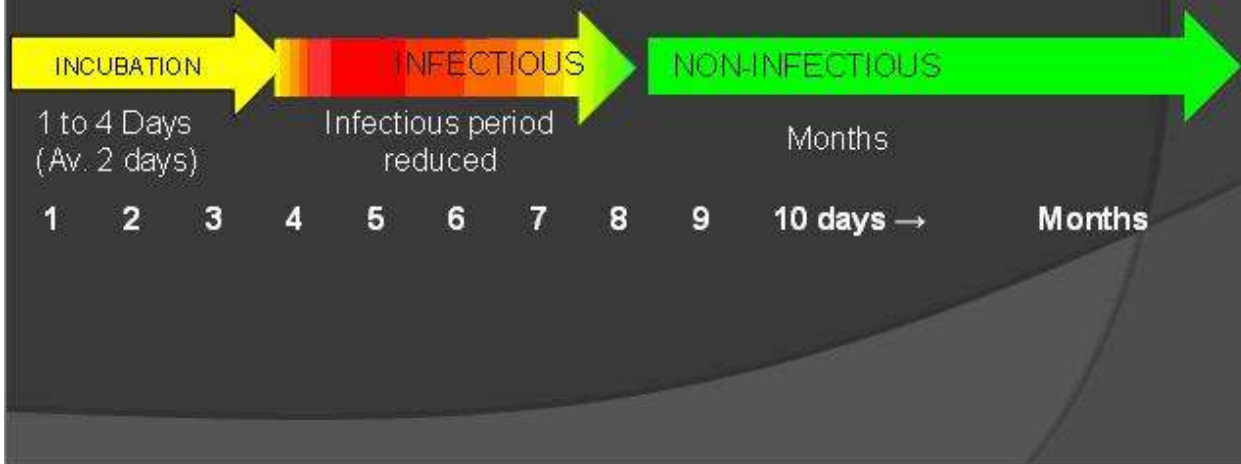 INCUBATION INFECTIOUS NON-INFECTIOUS
1 to 4 Days
(Av. 2 days)
Infectious period
reduced
Months
1 2 3 4 5 6 7 8 9 10 days → Months